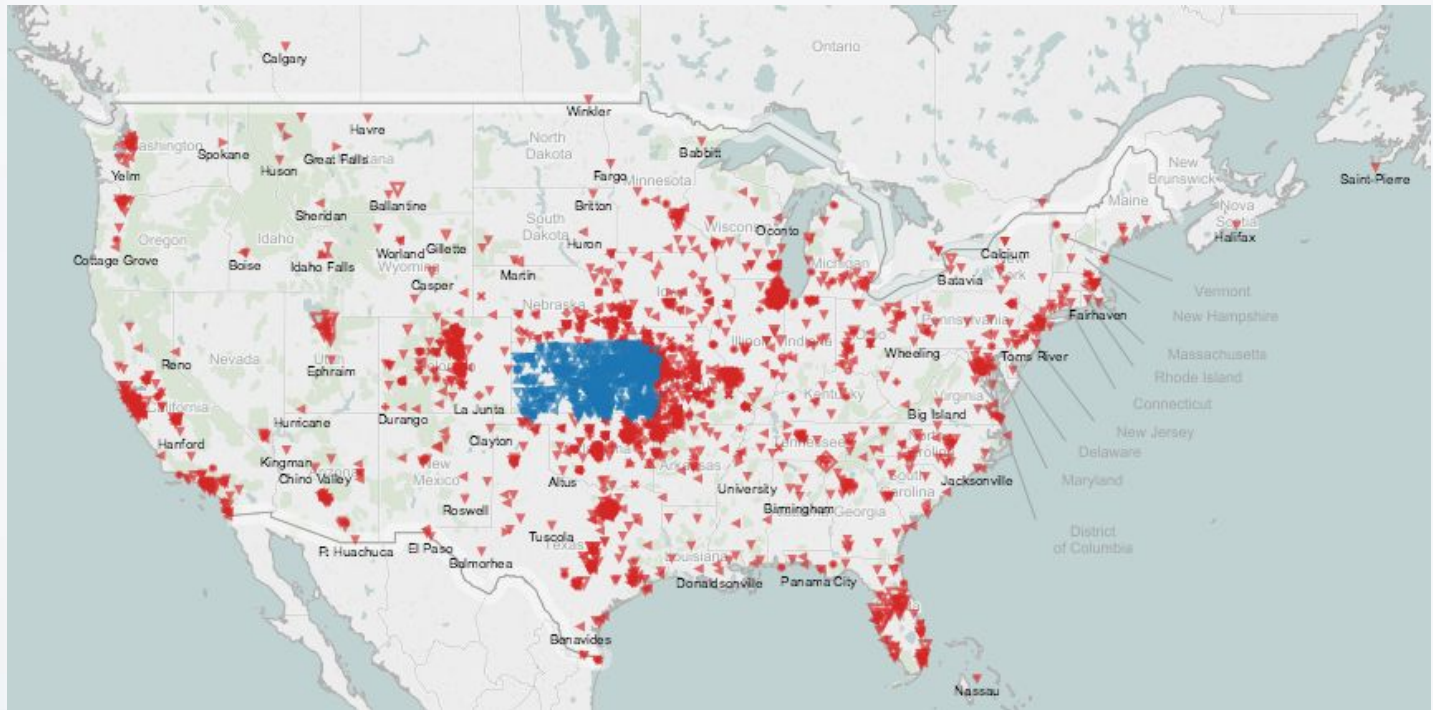 Ontario
Calgary
Winkler
Havre
Washington
Spokane
Great Falls
Huson
North
Dakota
Babbitt
Yelm
Fargo
Minnesota
New
Brunswick
Saint-Pierre
Ballantine
Britton
Maine
Sheridan
South
Dakota
Nova
Oregon
Idaho
Huron
Oconto
Halifax
Cottage Grove
Boise
Idaho Falls
Worland
Gillette
Wyoming
Calcium
Michigan
Martin
Batavia
Casper
Vermont
Nebraska
New Hampshire
Fairhaven
Pennsylvania
Illinois
Indiana
Ohio
Wheeling
Toms River
Massachusetts
Reno
Nevada
Utah
Ephraim
Rhode Island
Kentucky
Virginia
California
La Junta
Connecticut
Hurricane
Durango
Big Island
New Jersey
Hanford
Clayton
Tennessee
Delaware
Kingman
Chino Valley
New
Mexico
Altus
Arkansas
University
South
Carolina
Jacksonville
Maryland
Roswell
Birmingham
Georgia
Ft Huachuca
El Paso
Balmorhea
Tuscola
Texas
Louisiana
Donaldsonville
Panama City
District
of Columbia
Benavides
Nassau